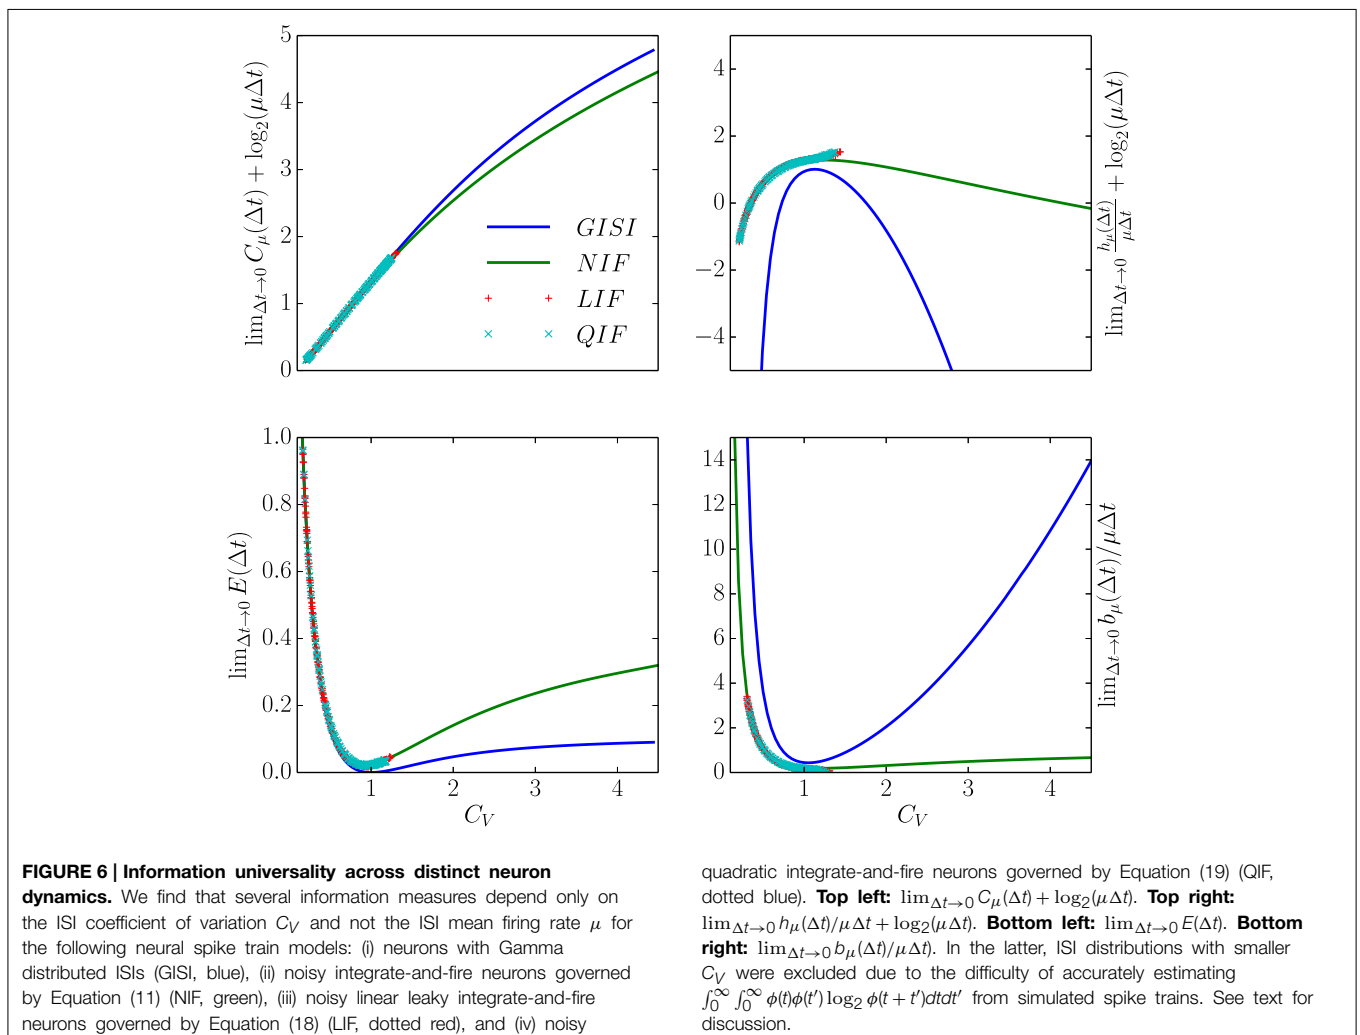 lim_{Δt→0} C_μ(Δt) + log₂(μΔt)
5
4
3
2
1
0
GISI
NIF
LIF
QIF
4
2
0
−2
−4
lim_{Δt→0} h_μ(Δt)/μΔt + log₂(μΔt)
lim_{Δt→0} E(Δt)
1.0
0.8
0.6
0.4
0.2
0.0
1 2 3 4
C_V
14
12
10
8
6
4
2
0
1 2 3 4
C_V
lim_{Δt→0} b_μ(Δt)/μΔt
FIGURE 6 | Information universality across distinct neuron
dynamics. We find that several information measures depend only on
the ISI coefficient of variation C_V and not the ISI mean firing rate μ for
the following neural spike train models: (i) neurons with Gamma
distributed ISIs (GISI, blue), (ii) noisy integrate-and-fire neurons governed
by Equation (11) (NIF, green), (iii) noisy linear leaky integrate-and-fire
neurons governed by Equation (18) (LIF, dotted red), and (iv) noisy
quadratic integrate-and-fire neurons governed by Equation (19) (QIF,
dotted blue). Top left: lim_{Δt→0} C_μ(Δt) + log₂(μΔt). Top right:
lim_{Δt→0} h_μ(Δt)/μΔt + log₂(μΔt). Bottom left: lim_{Δt→0} E(Δt). Bottom
right: lim_{Δt→0} b_μ(Δt)/μΔt. In the latter, ISI distributions with smaller
C_V were excluded due to the difficulty of accurately estimating
∫₀^∞ ∫₀^∞ φ(t)φ(t′) log₂ φ(t + t′)dtdt′ from simulated spike trains. See text for
discussion.